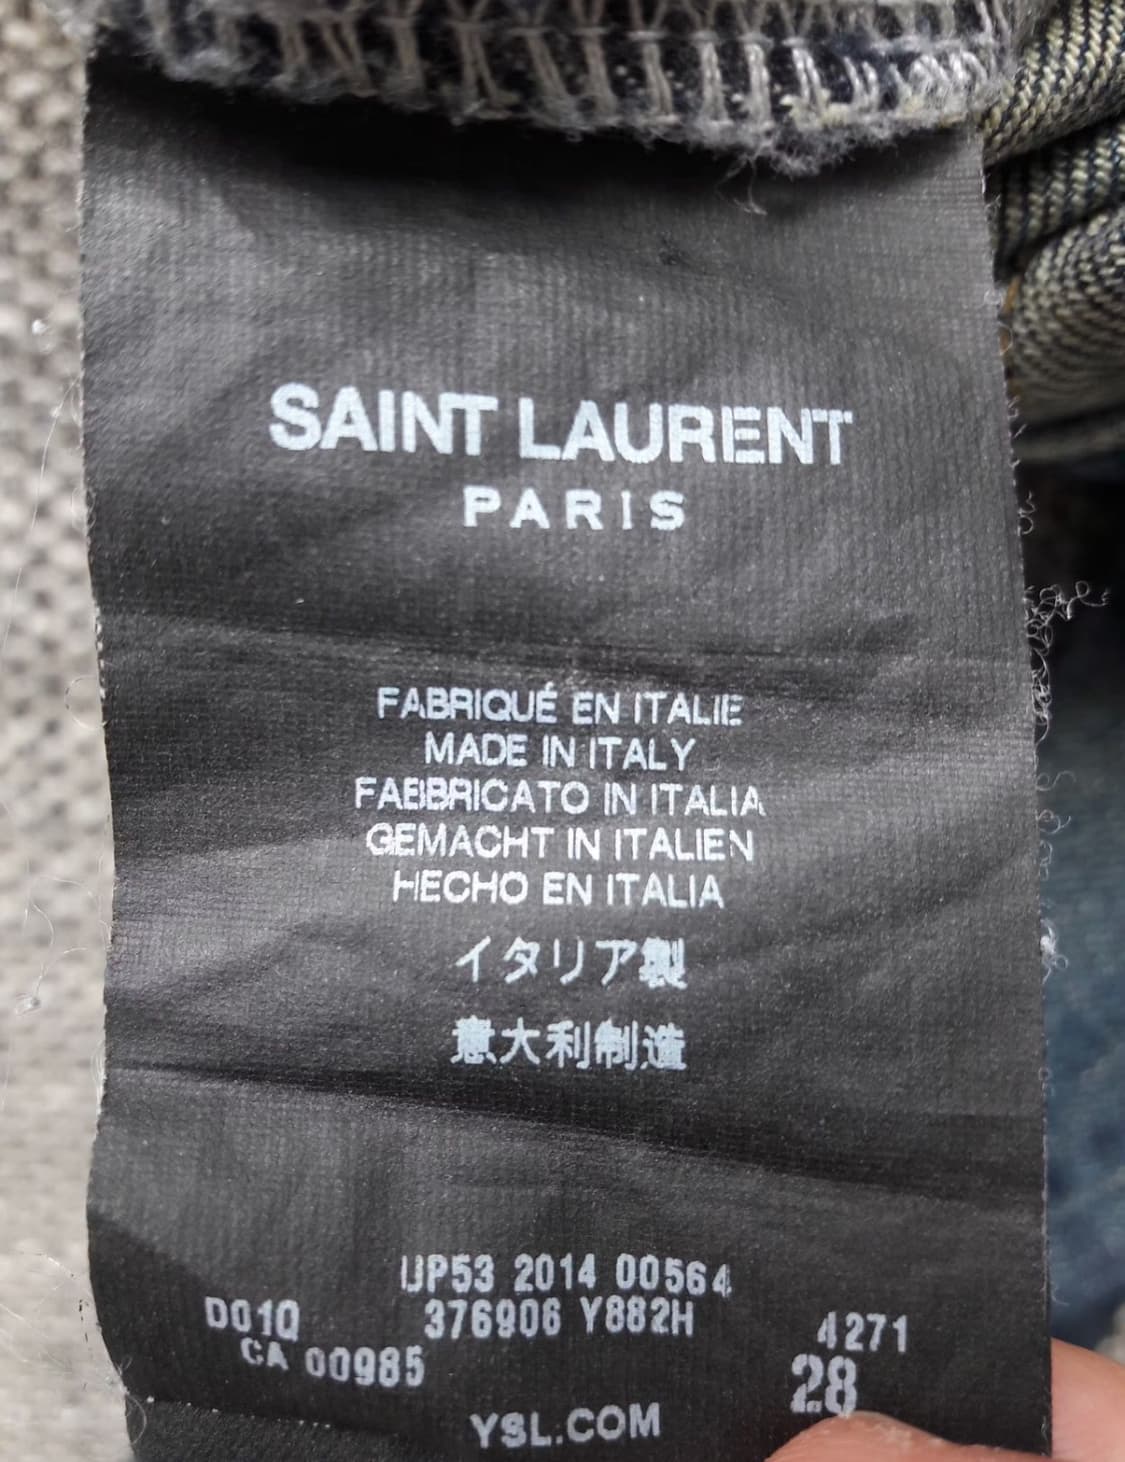 SAINT LAURENT
PARIS
FABRIQUÉ EN ITALIE
MADE IN ITALY
FABBRICATO IN ITALIA
GEMACHT IN ITALIEN
HECHO EN ITALIA
イタリア製
意大利制造
UP53 2014 00564
D01Q 376906 Y882H 4271
CA 00985 28
YSL.COM